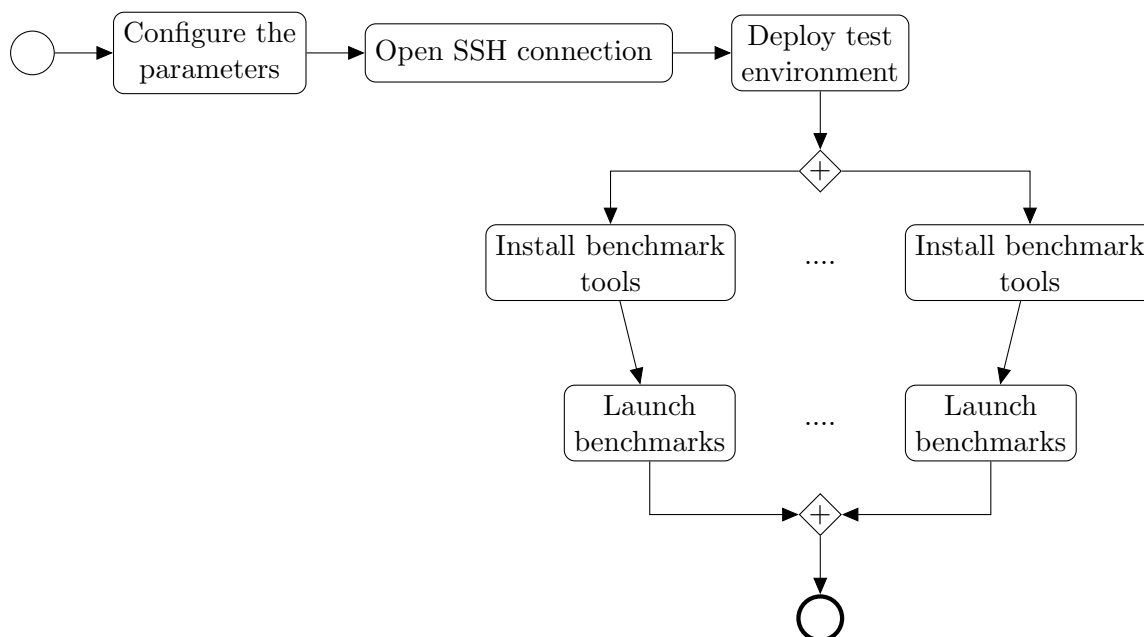 Configure the
parameters
Open SSH connection
Deploy test
environment
+
Install benchmark
tools
....
Install benchmark
tools
Launch
benchmarks
....
Launch
benchmarks
+